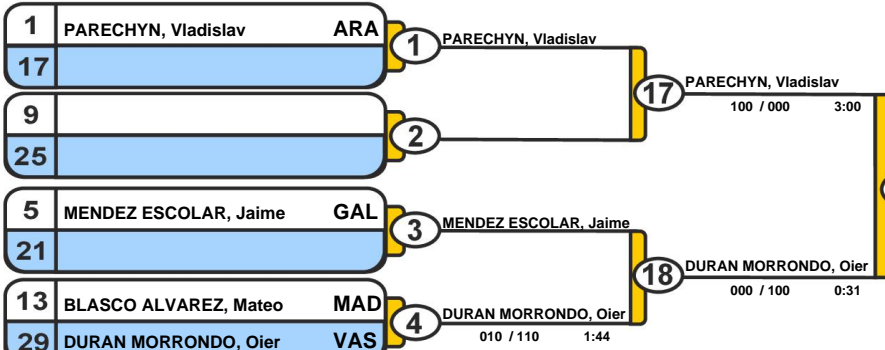 1 PARECHYN, Vladislav ARA
17
1 PARECHYN, Vladislav
17 PARECHYN, Vladislav
100 / 000 3:00
9
25
2
5 MENDEZ ESCOLAR, Jaime GAL
21
3 MENDEZ ESCOLAR, Jaime
18 DURAN MORRONDO, Oier
000 / 100 0:31
13 BLASCO ALVAREZ, Mateo MAD
29 DURAN MORRONDO, Oier VAS
4 DURAN MORRONDO, Oier
010 / 110 1:44